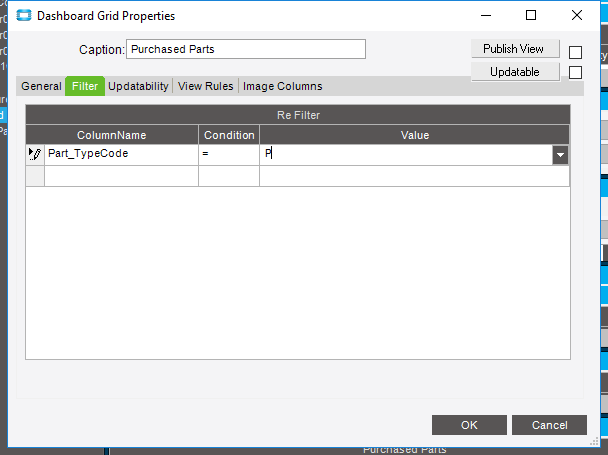 Dashboard Grid Properties
Caption: Purchased Parts
Publish View
Updatable
General Filter Updatability View Rules Image Columns
Re Filter
ColumnName Condition Value
Part_TypeCode = P
OK Cancel
Purchased Parts